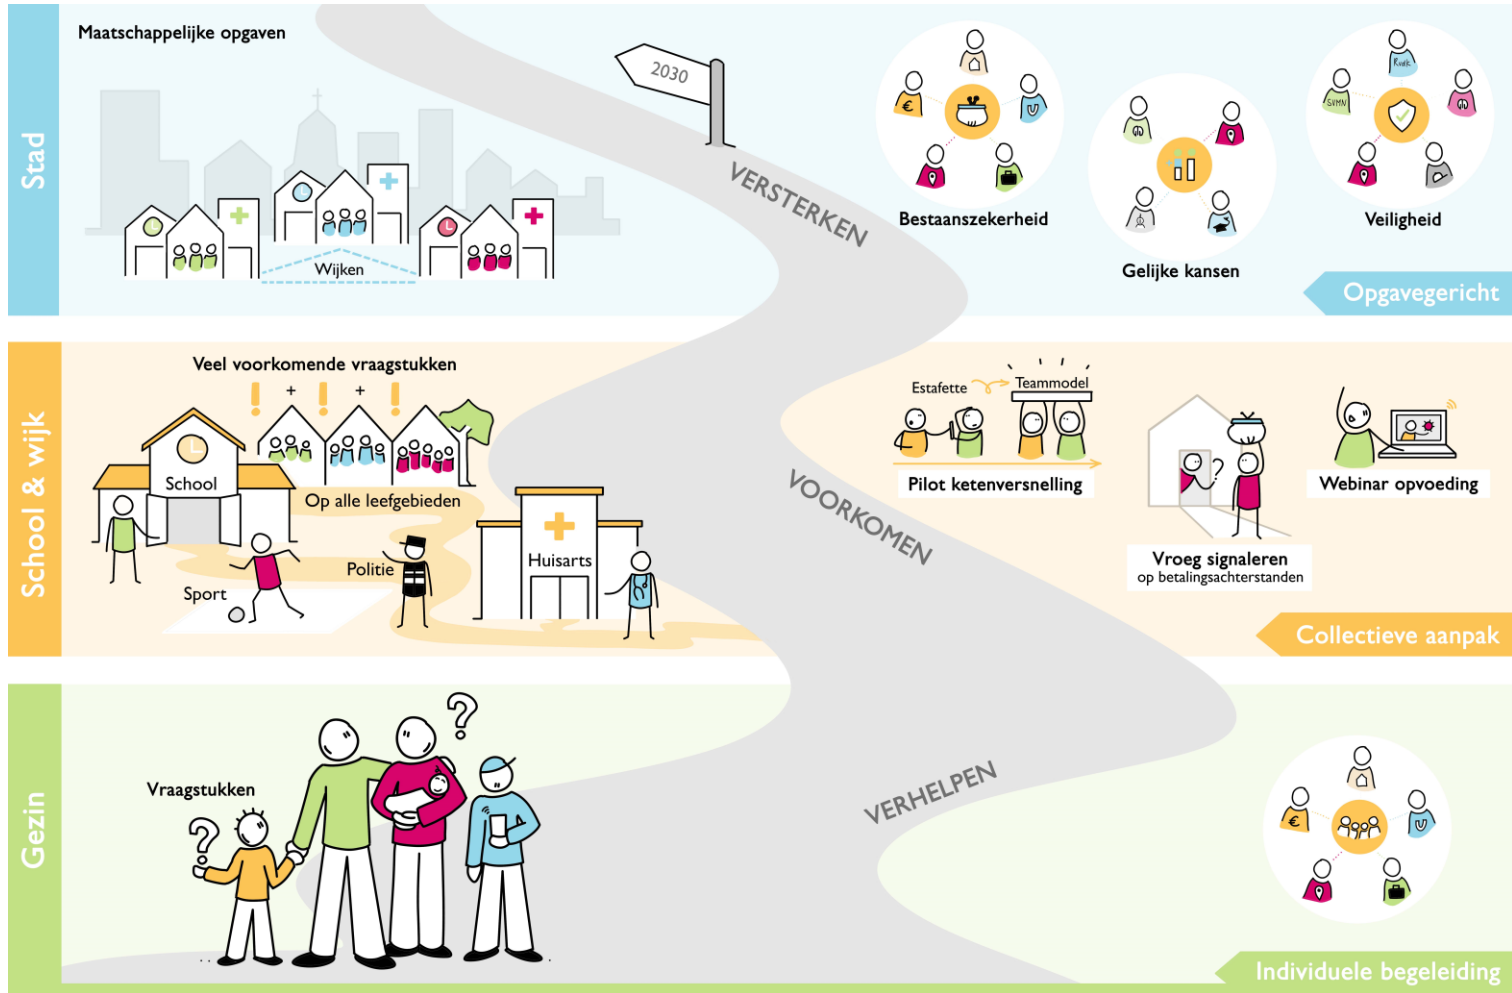 Stad
Maatschappelijke opgaven
2030
Wijken
VERSTERKEN
€
Bestaanszekerheid
Gelijke kansen
RvdK
SVMN
Veiligheid
Opgavegericht
School & wijk
Veel voorkomende vraagstukken
! + ! + !
School
Op alle leefgebieden
Sport
Politie
Huisarts
VOORKOMEN
Estafette
Teammodel
Pilot ketenversnelling
?
Vroeg signaleren
op betalingsachterstanden
Webinar opvoeding
Collectieve aanpak
Gezin
Vraagstukken
?
?
VERHELPEN
€
Individuele begeleiding